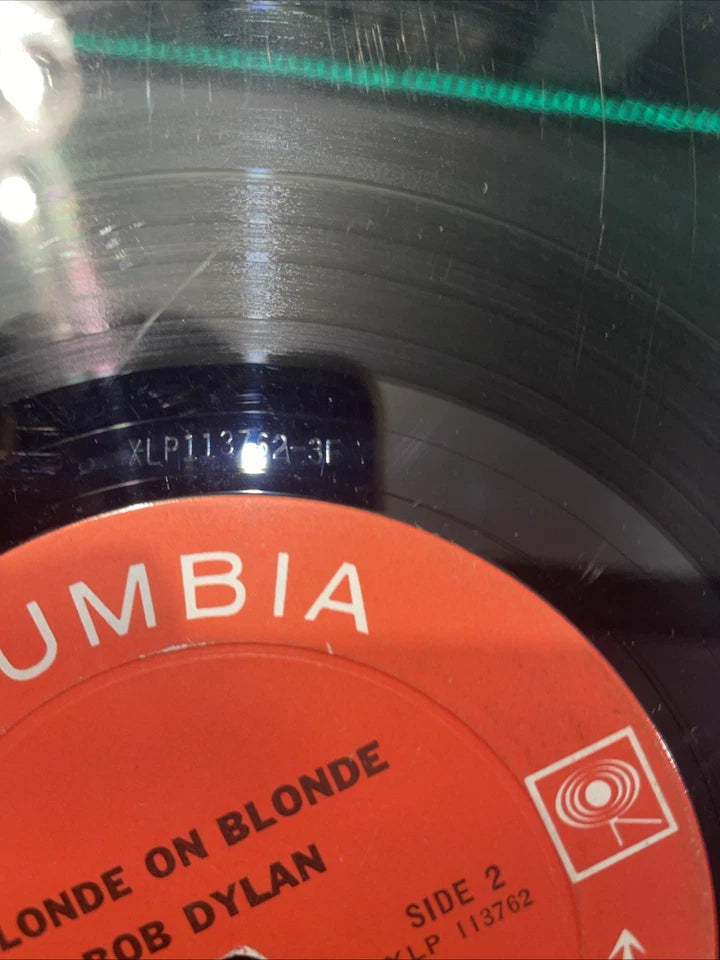 XLP113762-3F
UMBIA
LONDE ON BLONDE
BOB DYLAN
SIDE 2
XLP 113762